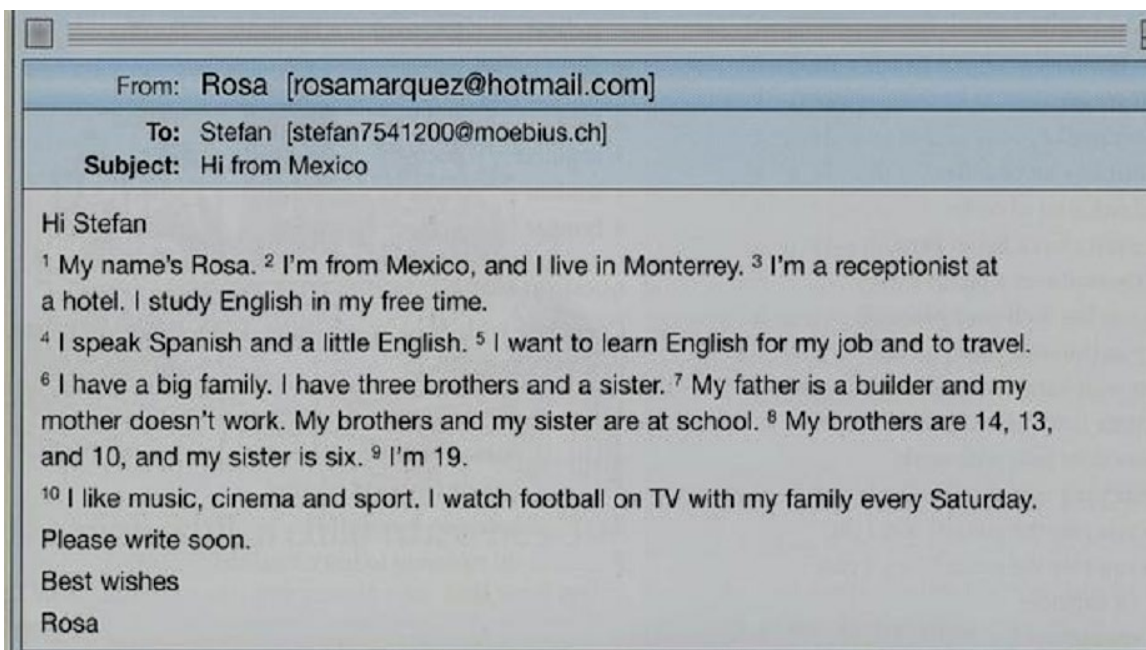 From: Rosa [rosamarquez@hotmail.com]
To: Stefan [stefan7541200@moebius.ch]
Subject: Hi from Mexico
Hi Stefan
¹ My name's Rosa. ² I'm from Mexico, and I live in Monterrey. ³ I'm a receptionist at
a hotel. I study English in my free time.
⁴ I speak Spanish and a little English. ⁵ I want to learn English for my job and to travel.
⁶ I have a big family. I have three brothers and a sister. ⁷ My father is a builder and my
mother doesn't work. My brothers and my sister are at school. ⁸ My brothers are 14, 13,
and 10, and my sister is six. ⁹ I'm 19.
¹⁰ I like music, cinema and sport. I watch football on TV with my family every Saturday.
Please write soon.
Best wishes
Rosa